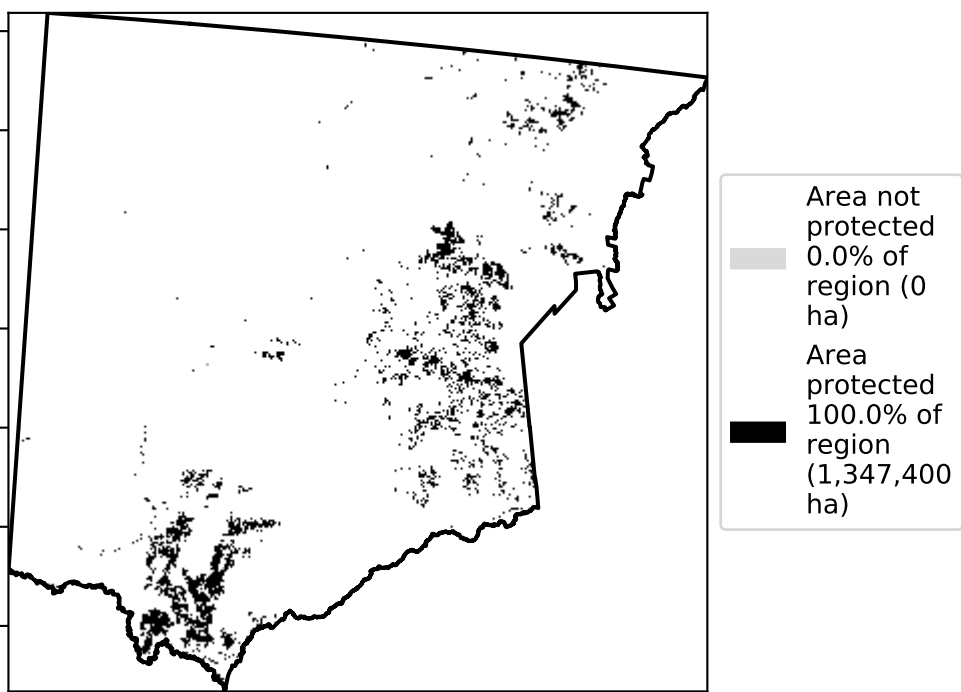 Area not
protected
0.0% of
region (0
ha)
Area
protected
100.0% of
region
(1,347,400
ha)